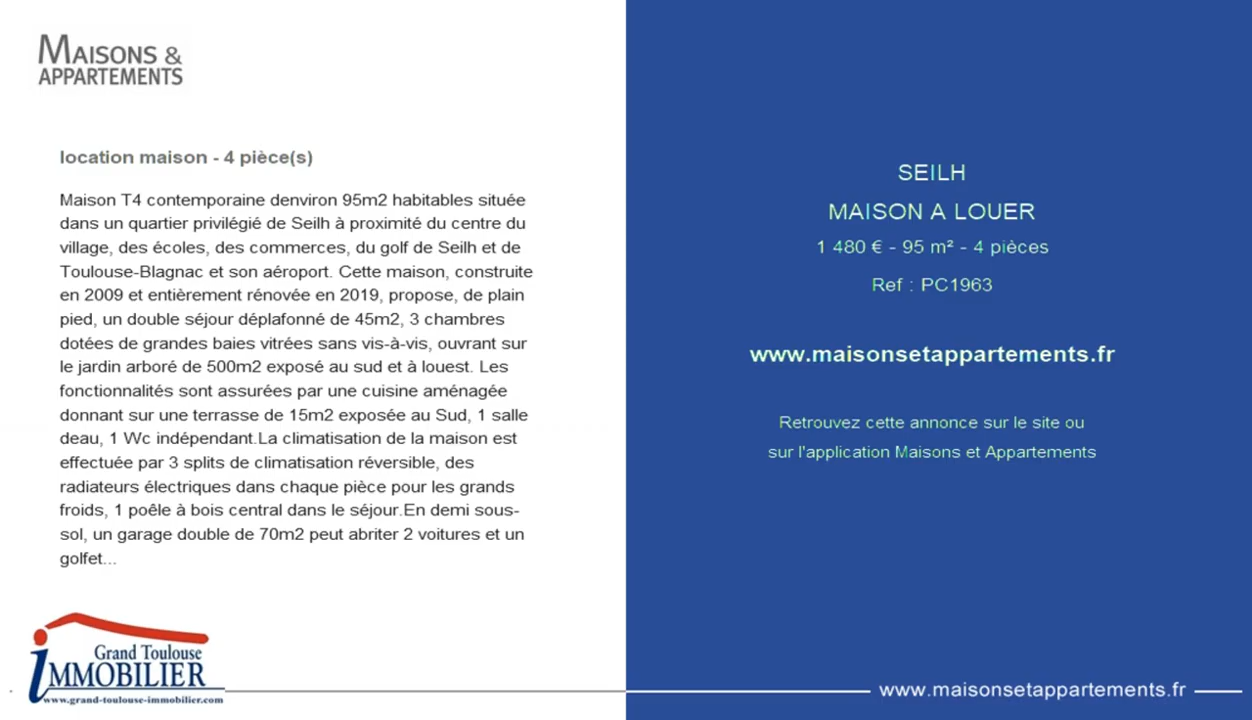 MAISONS &
APPARTEMENTS
location maison - 4 pièce(s)
Maison T4 contemporaine denviron 95m2 habitables située
dans un quartier privilégié de Seilh à proximité du centre du
village, des écoles, des commerces, du golf de Seilh et de
Toulouse-Blagnac et son aéroport. Cette maison, construite
en 2009 et entièrement rénovée en 2019, propose, de plain
pied, un double séjour déplafonné de 45m2, 3 chambres
dotées de grandes baies vitrées sans vis-à-vis, ouvrant sur
le jardin arboré de 500m2 exposé au sud et à louest. Les
fonctionnalités sont assurées par une cuisine aménagée
donnant sur une terrasse de 15m2 exposée au Sud, 1 salle
deau, 1 Wc indépendant.La climatisation de la maison est
effectuée par 3 splits de climatisation réversible, des
radiateurs électriques dans chaque pièce pour les grands
froids, 1 poêle à bois central dans le séjour.En demi sous-
sol, un garage double de 70m2 peut abriter 2 voitures et un
golfet...
Grand Toulouse
iMMOBILIER
www.grand-toulouse-immobilier.com
SEILH
MAISON A LOUER
1 480 € - 95 m² - 4 pièces
Ref : PC1963
www.maisonsetappartements.fr
Retrouvez cette annonce sur le site ou
sur l'application Maisons et Appartements
www.maisonsetappartements.fr